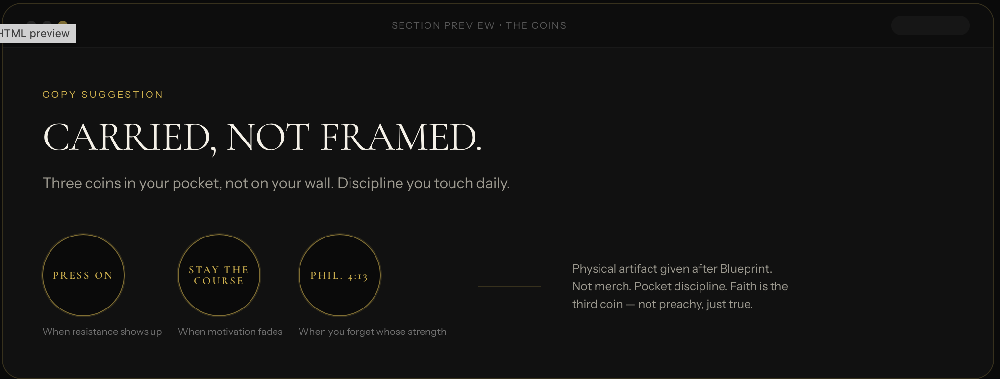 HTML preview
SECTION PREVIEW • THE COINS
COPY SUGGESTION
CARRIED, NOT FRAMED.
Three coins in your pocket, not on your wall. Discipline you touch daily.
PRESS ON
When resistance shows up
STAY THE
COURSE
When motivation fades
PHIL. 4:13
When you forget whose strength
Physical artifact given after Blueprint.
Not merch. Pocket discipline. Faith is the
third coin — not preachy, just true.